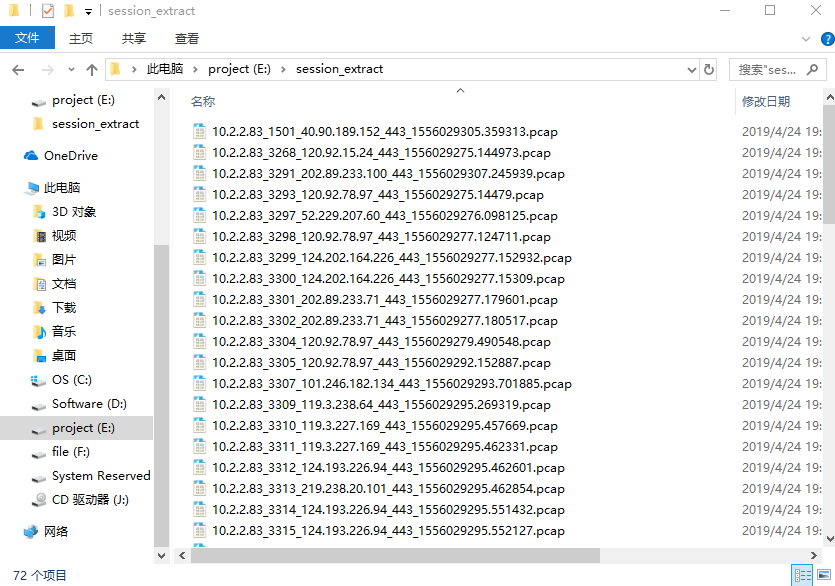 session_extract
文件 主页 共享 查看
此电脑 project (E:) session_extract 搜索"ses...
project (E:)
session_extract
OneDrive
此电脑
3D 对象
视频
图片
文档
下载
音乐
桌面
OS (C:)
Software (D:)
project (E:)
file (F:)
System Reserved
CD 驱动器 (J:)
网络
名称 修改日期
10.2.2.83_1501_40.90.189.152_443_1556029305.359313.pcap 2019/4/24 19:
10.2.2.83_3268_120.92.15.24_443_1556029275.144973.pcap 2019/4/24 19:
10.2.2.83_3291_202.89.233.100_443_1556029307.245939.pcap 2019/4/24 19:
10.2.2.83_3293_120.92.78.97_443_1556029275.14479.pcap 2019/4/24 19:
10.2.2.83_3297_52.229.207.60_443_1556029276.098125.pcap 2019/4/24 19:
10.2.2.83_3298_120.92.78.97_443_1556029277.124711.pcap 2019/4/24 19:
10.2.2.83_3299_124.202.164.226_443_1556029277.152932.pcap 2019/4/24 19:
10.2.2.83_3300_124.202.164.226_443_1556029277.15309.pcap 2019/4/24 19:
10.2.2.83_3301_202.89.233.71_443_1556029277.179601.pcap 2019/4/24 19:
10.2.2.83_3302_202.89.233.71_443_1556029277.180517.pcap 2019/4/24 19:
10.2.2.83_3304_120.92.78.97_443_1556029279.490548.pcap 2019/4/24 19:
10.2.2.83_3305_120.92.78.97_443_1556029292.152887.pcap 2019/4/24 19:
10.2.2.83_3307_101.246.182.134_443_1556029293.701885.pcap 2019/4/24 19:
10.2.2.83_3309_119.3.238.64_443_1556029295.269319.pcap 2019/4/24 19:
10.2.2.83_3310_119.3.227.169_443_1556029295.457669.pcap 2019/4/24 19:
10.2.2.83_3311_119.3.227.169_443_1556029295.462331.pcap 2019/4/24 19:
10.2.2.83_3312_124.193.226.94_443_1556029295.462601.pcap 2019/4/24 19:
10.2.2.83_3313_219.238.20.101_443_1556029295.462854.pcap 2019/4/24 19:
10.2.2.83_3314_124.193.226.94_443_1556029295.551432.pcap 2019/4/24 19:
10.2.2.83_3315_124.193.226.94_443_1556029295.552127.pcap 2019/4/24 19:
72 个项目